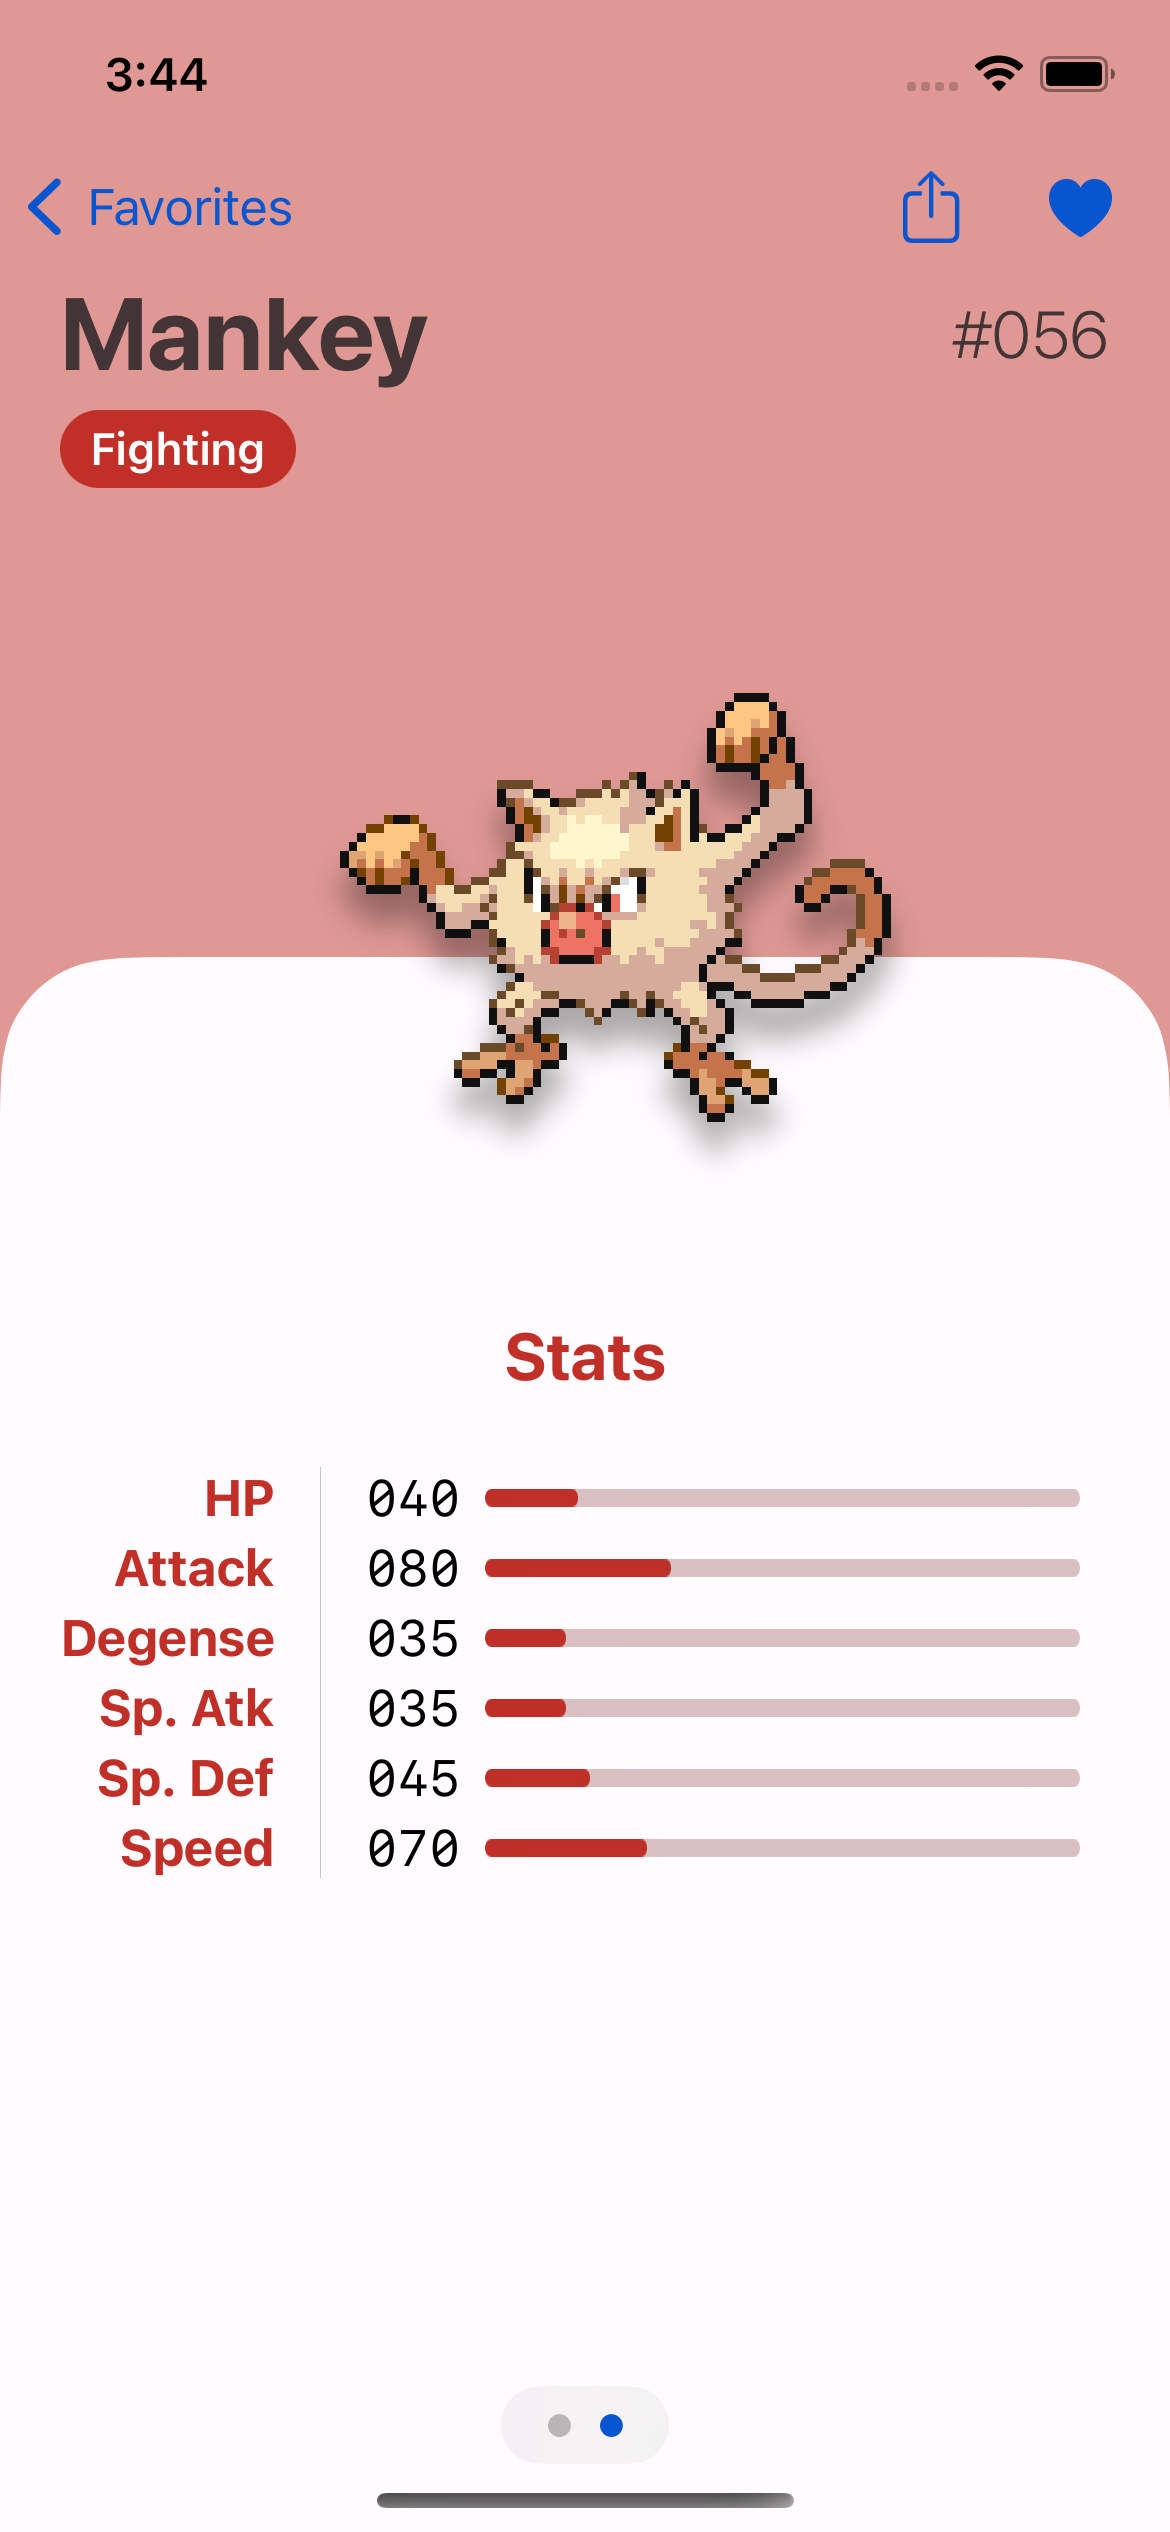 3:44
Favorites
Mankey
#056
Fighting
Stats
HP 040
Attack 080
Degense 035
Sp. Atk 035
Sp. Def 045
Speed 070